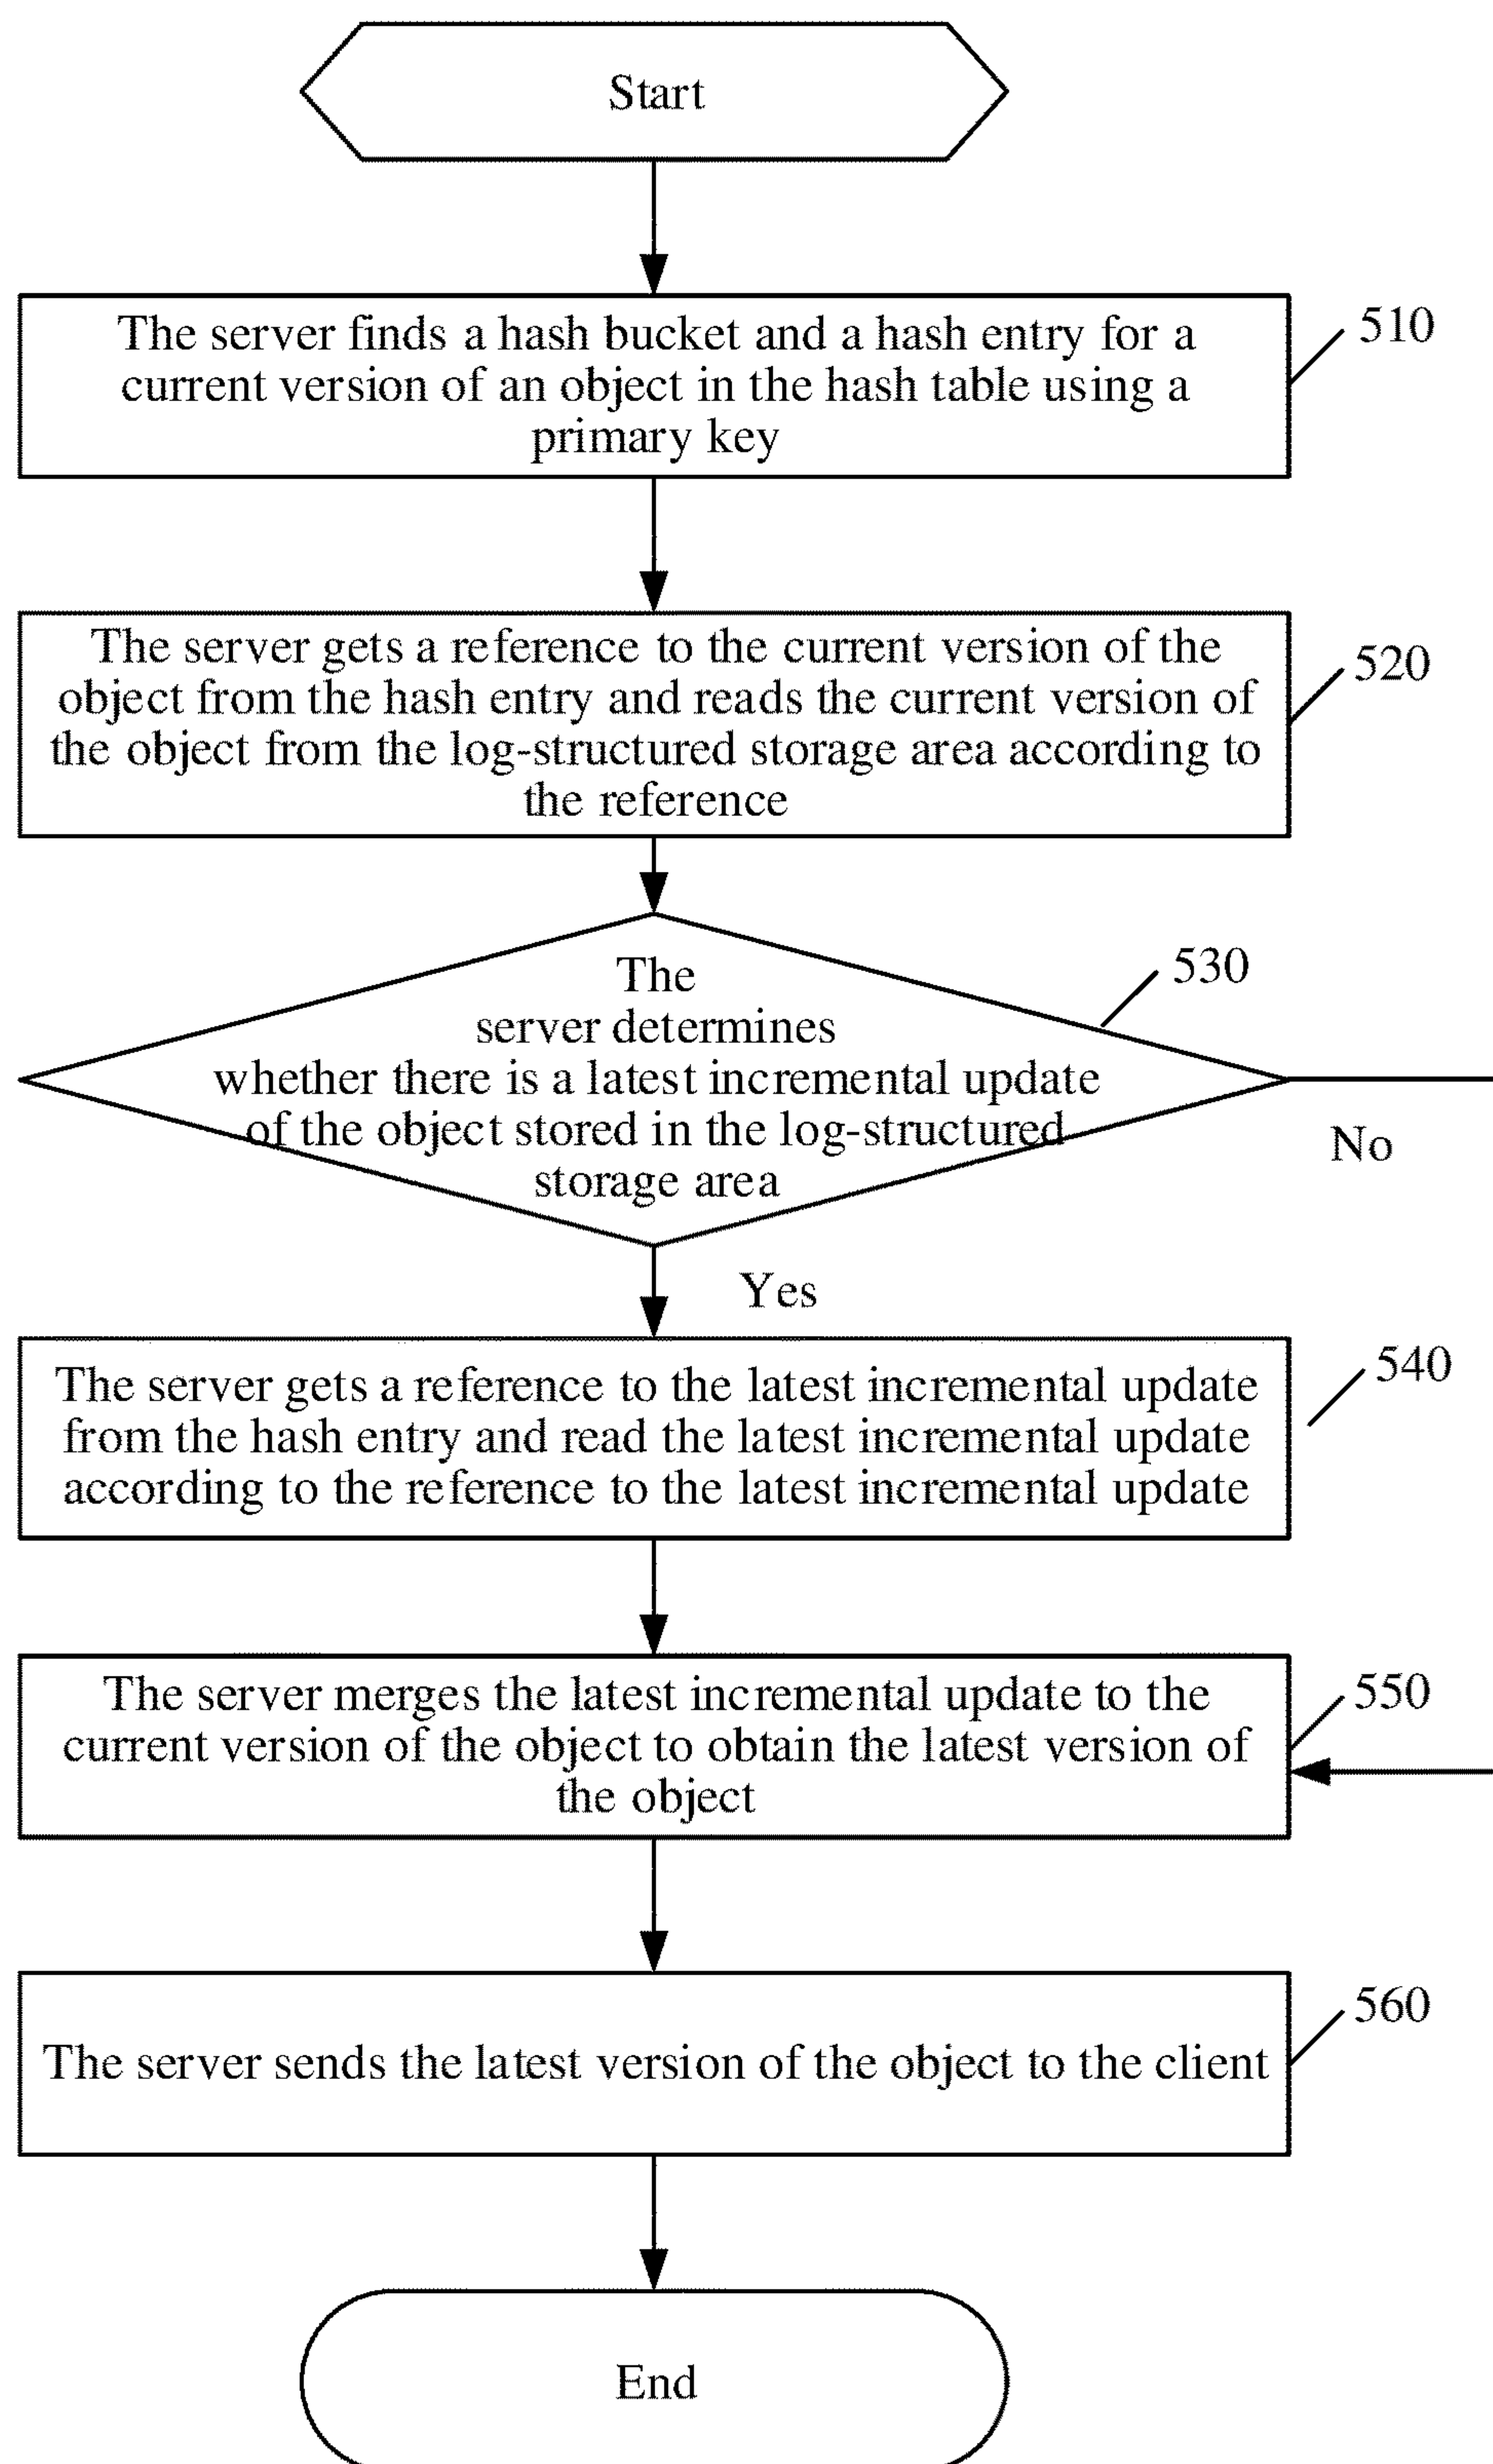 Start
The server finds a hash bucket and a hash entry for a
current version of an object in the hash table using a
primary key
510
The server gets a reference to the current version of the
object from the hash entry and reads the current version of
the object from the log-structured storage area according to
the reference
520
The
server determines
whether there is a latest incremental update
of the object stored in the log-structured
storage area
530
No
Yes
The server gets a reference to the latest incremental update
from the hash entry and read the latest incremental update
according to the reference to the latest incremental update
540
The server merges the latest incremental update to the
current version of the object to obtain the latest version of
the object
550
The server sends the latest version of the object to the client
560
End